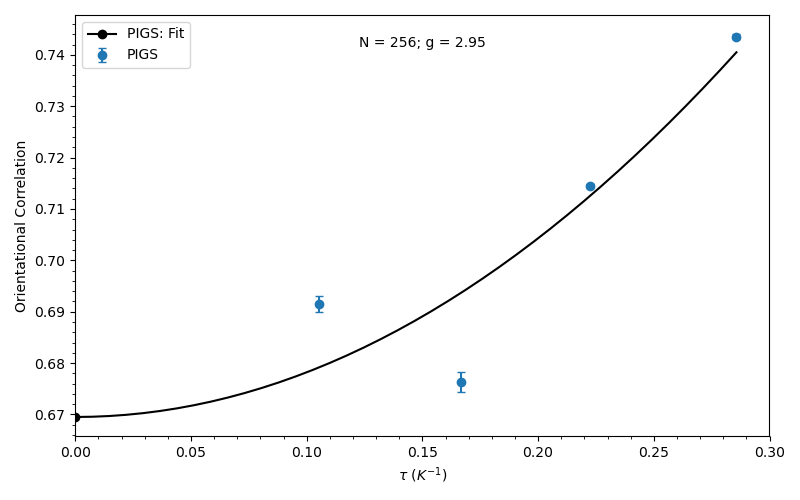 PIGS: Fit
PIGS
N = 256; g = 2.95
Orientational Correlation
0.74
0.73
0.72
0.71
0.70
0.69
0.68
0.67
0.00 0.05 0.10 0.15 0.20 0.25 0.30
τ (K⁻¹)